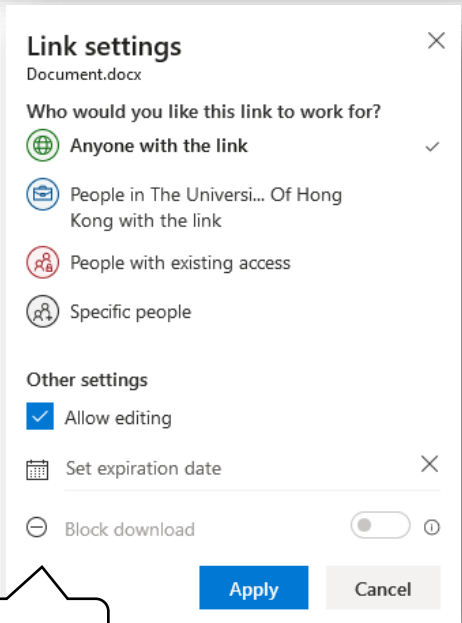 Link settings
Document.docx
Who would you like this link to work for?
Anyone with the link
People in The Universi... Of Hong
Kong with the link
People with existing access
Specific people
Other settings
Allow editing
Set expiration date
Block download
Apply Cancel